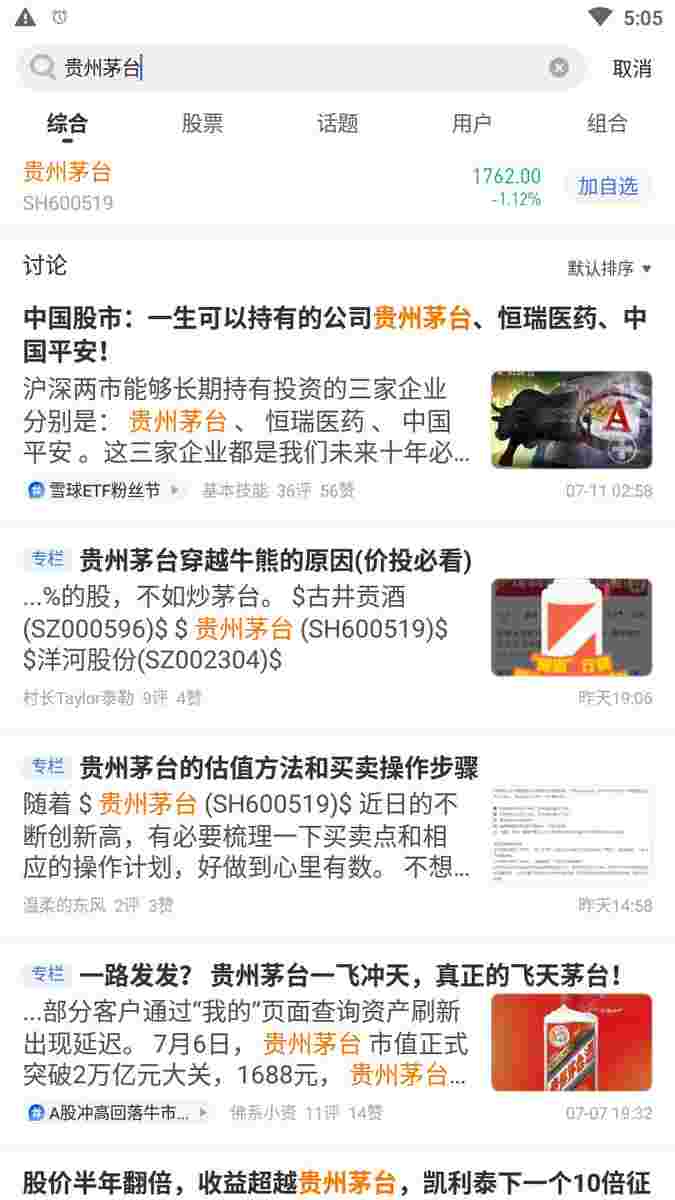 5:05
贵州茅台
取消
综合 股票 话题 用户 组合
贵州茅台 1762.00 加自选
SH600519 -1.12%
讨论 默认排序
中国股市：一生可以持有的公司贵州茅台、恒瑞医药、中
国平安！
沪深两市能够长期持有投资的三家企业
分别是： 贵州茅台 、 恒瑞医药 、 中国
平安 。这三家企业都是我们未来十年必...
A
雪球ETF粉丝节 基本技能 36评 56赞 07-11 02:58
专栏 贵州茅台穿越牛熊的原因(价投必看)
...%的股，不如炒茅台。 $古井贡酒
(SZ000596)$ $ 贵州茅台 (SH600519)$
$洋河股份(SZ002304)$
村长Taylor泰勒 9评 4赞 昨天19:06
专栏 贵州茅台的估值方法和买卖操作步骤
随着 $ 贵州茅台 (SH600519)$ 近日的不
断创新高，有必要梳理一下买卖点和相
应的操作计划，好做到心里有数。 不想...
温柔的东风 2评 3赞 昨天14:58
专栏 一路发发？ 贵州茅台一飞冲天，真正的飞天茅台！
...部分客户通过“我的”页面查询资产刷新
出现延迟。 7月6日， 贵州茅台 市值正式
突破2万亿元大关，1688元， 贵州茅台...
A股冲高回落牛市... 佛系小资 11评 14赞 07-07 19:32
股价半年翻倍，收益超越贵州茅台，凯利泰下一个10倍征